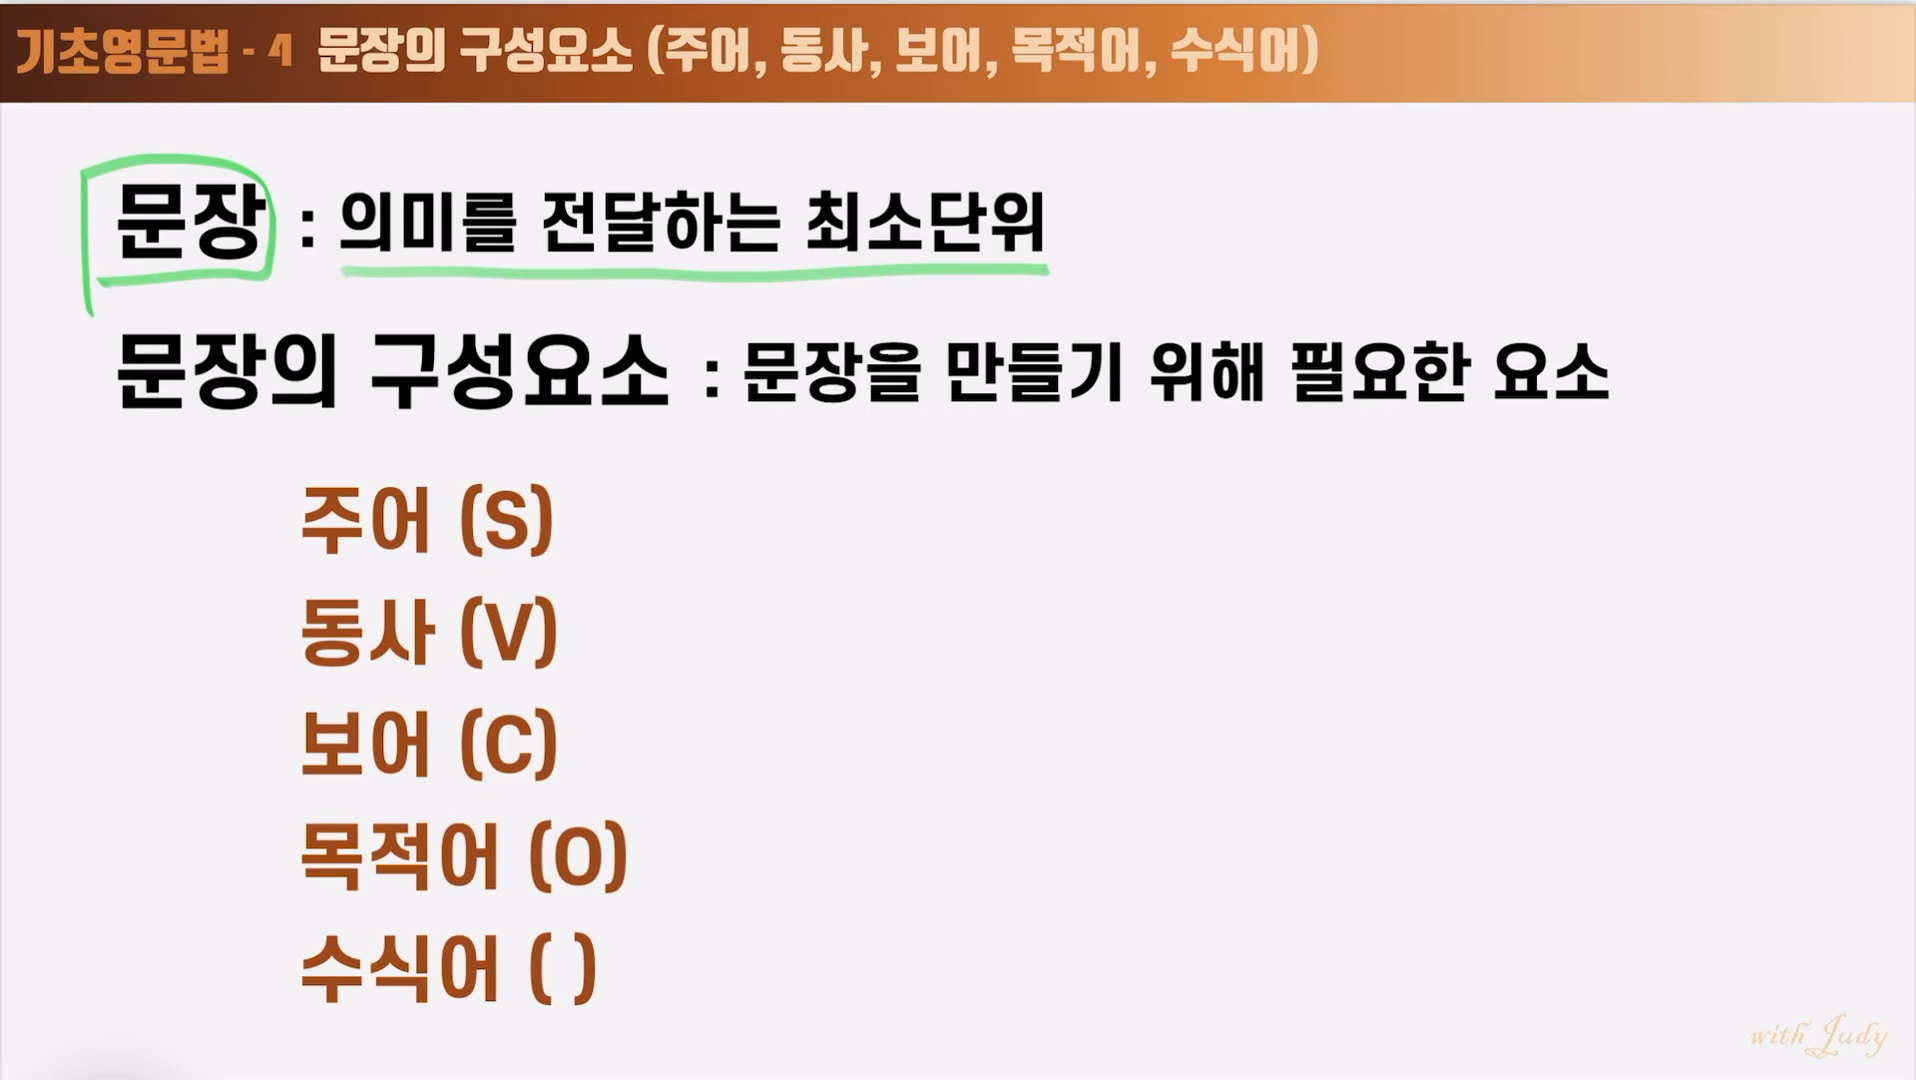 기초영문법 - 4 문장의 구성요소 (주어, 동사, 보어, 목적어, 수식어)
문장 : 의미를 전달하는 최소단위
문장의 구성요소 : 문장을 만들기 위해 필요한 요소
주어 (S)
동사 (V)
보어 (C)
목적어 (O)
수식어 ( )
with Judy